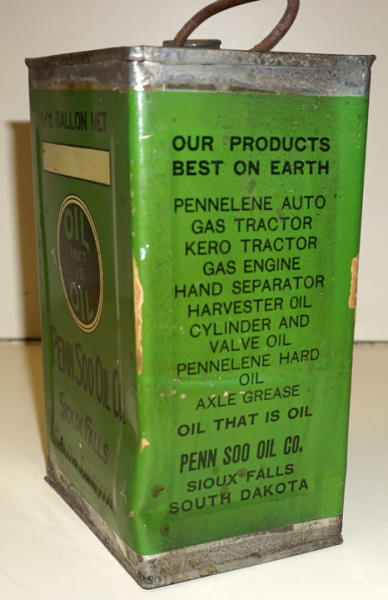 GALLON NET
OIL
THAT IS
OIL
PENN SOO OIL CO.
SIOUX FALLS
OUR PRODUCTS
BEST ON EARTH
PENNELENE AUTO
GAS TRACTOR
KERO TRACTOR
GAS ENGINE
HAND SEPARATOR
HARVESTER OIL
CYLINDER AND
VALVE OIL
PENNELENE HARD
OIL
AXLE GREASE
OIL THAT IS OIL
PENN SOO OIL CO.
SIOUX FALLS
SOUTH DAKOTA